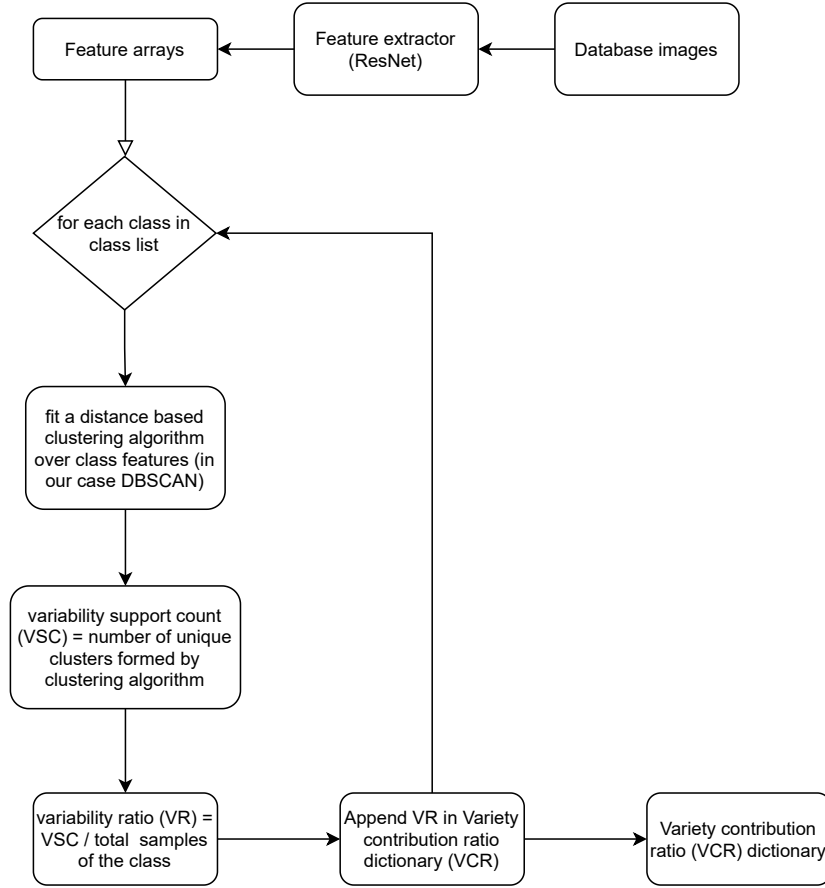 Feature arrays
Feature extractor
(ResNet)
Database images
for each class in
class list
fit a distance based
clustering algorithm
over class features (in
our case DBSCAN)
variability support count
(VSC) = number of unique
clusters formed by
clustering algorithm
variability ratio (VR) =
VSC / total samples
of the class
Append VR in Variety
contribution ratio
dictionary (VCR)
Variety contribution
ratio (VCR) dictionary